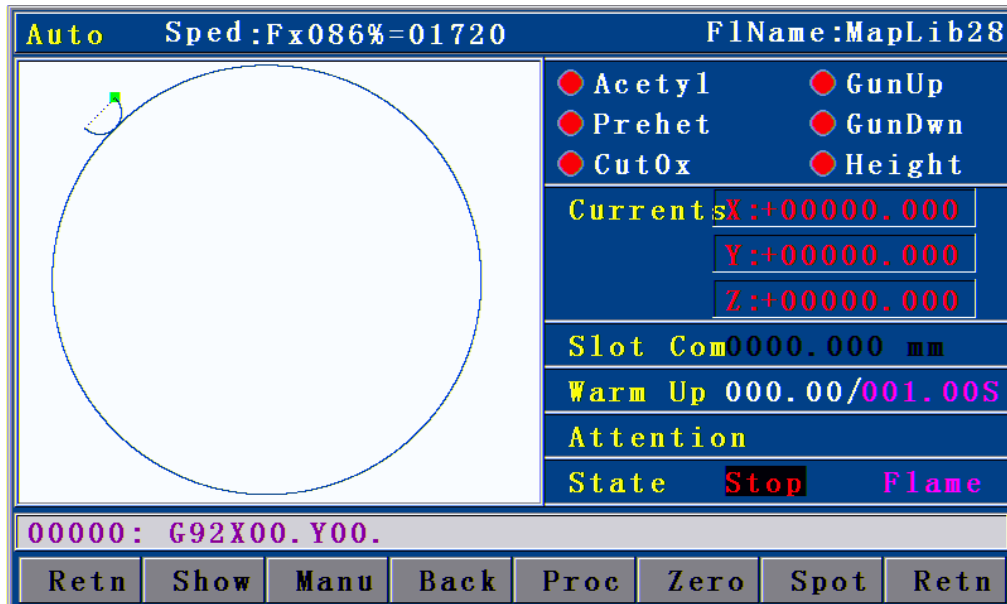 Auto Sped:Fx086%=01720 FlName:MapLib28
Acetyl GunUp
Prehet GunDwn
CutOx Height
Currents X:+00000.000
Y:+00000.000
Z:+00000.000
Slot Com 0000.000 mm
Warm Up 000.00/001.00S
Attention
State Stop Flame
00000: G92X00.Y00.
Retn Show Manu Back Proc Zero Spot Retn